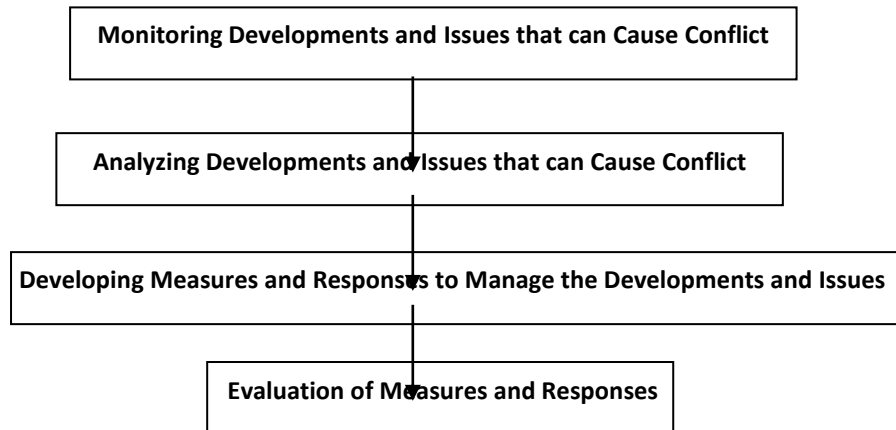 Monitoring Developments and Issues that can Cause Conflict
Analyzing Developments and Issues that can Cause Conflict
Developing Measures and Responses to Manage the Developments and Issues
Evaluation of Measures and Responses